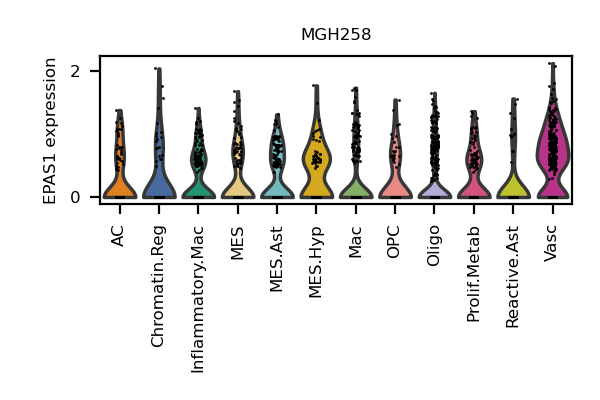 MGH258
EPAS1 expression
2
0
AC
Chromatin.Reg
Inflammatory.Mac
MES
MES.Ast
MES.Hyp
Mac
OPC
Oligo
Prolif.Metab
Reactive.Ast
Vasc